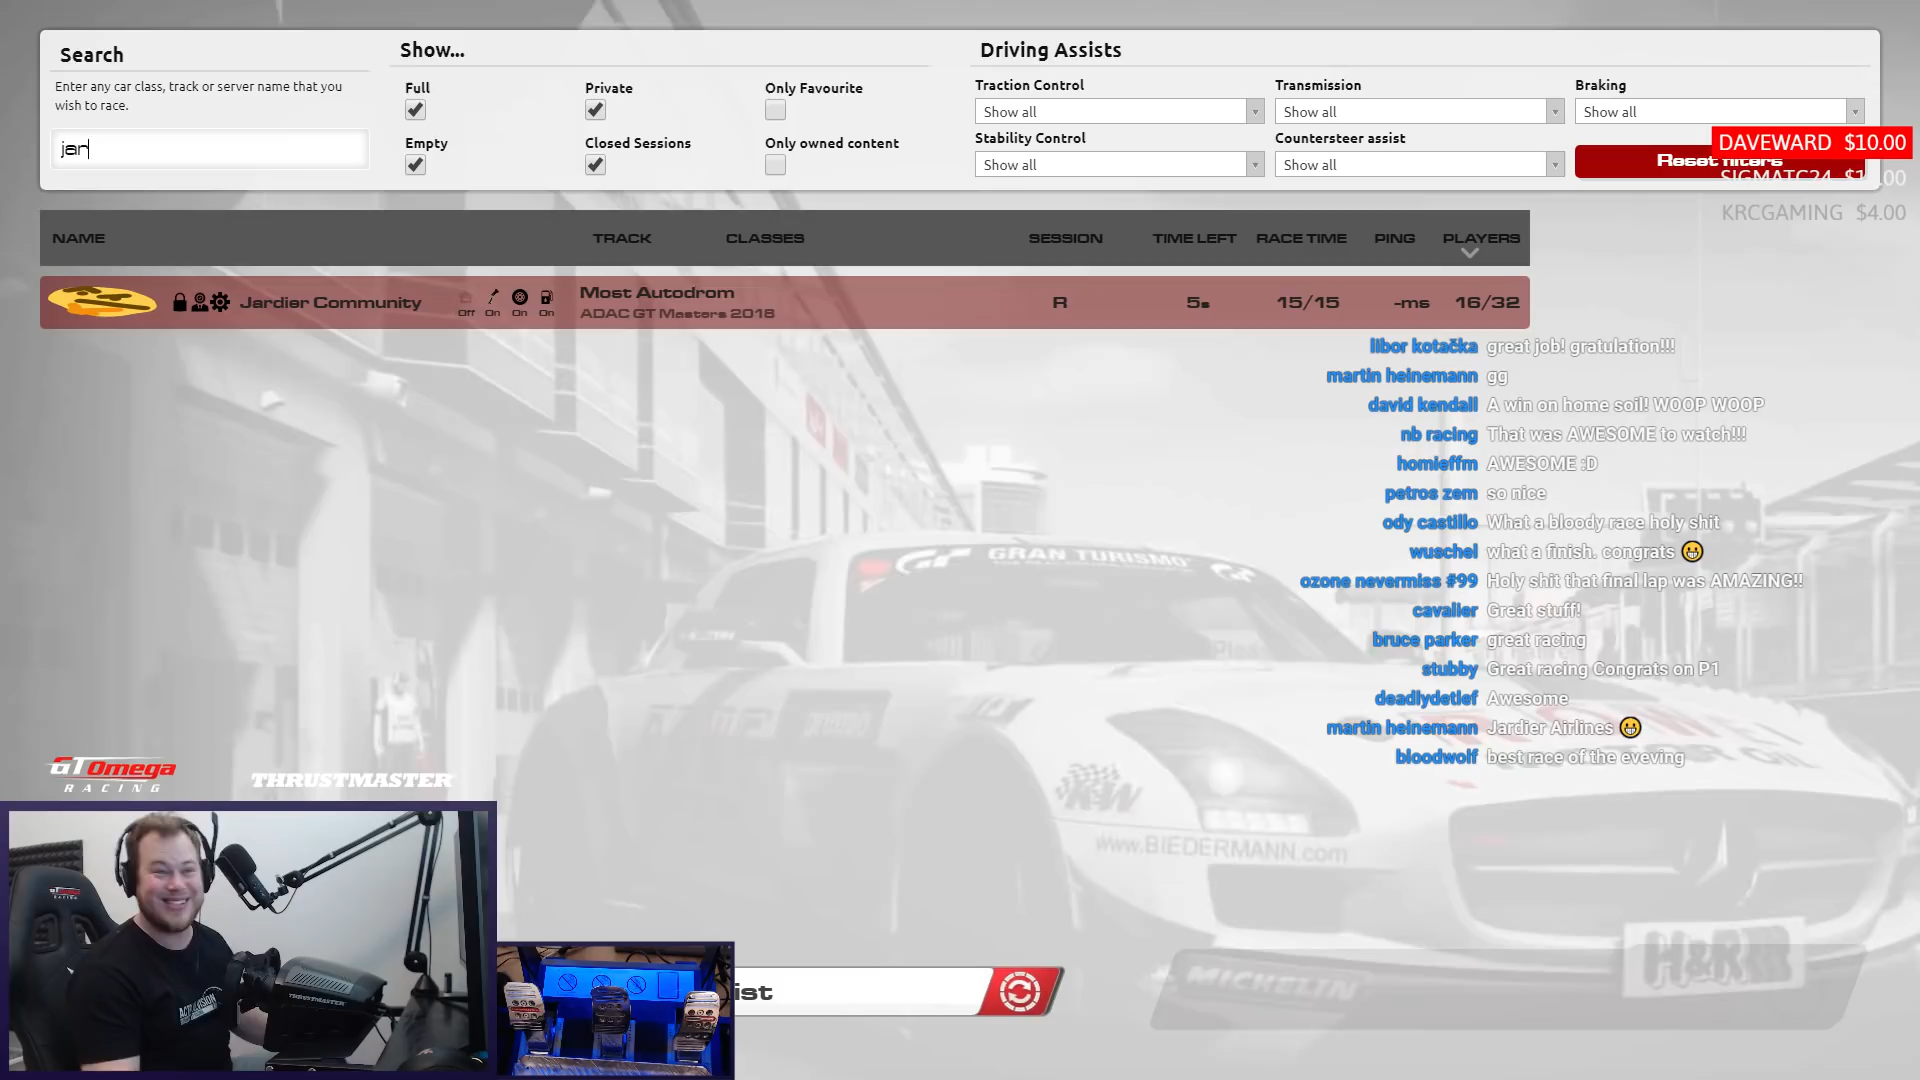 Search
Enter any car class, track or server name that you
wish to race.
jar
Show...
Full
Private
Only Favourite
Empty
Closed Sessions
Only owned content
Driving Assists
Traction Control
Transmission
Braking
Show all
Show all
Show all
Stability Control
Countersteer assist
Show all
Show all
Reset filters
DAVEWARD $10.00
SIGMATC24
KRCGAMING $4.00
NAME TRACK CLASSES SESSION TIME LEFT RACE TIME PING PLAYERS
Jardier Community
Off On On On
Most Autodrom
ADAC GT Masters 2018
R 5s 15/15 -ms 16/32
libor kotačka great job! gratulation!!!
martin heinemann gg
david kendall A win on home soil! WOOP WOOP
nb racing That was AWESOME to watch!!!
homieffm AWESOME :D
petros zem so nice
ody castillo What a bloody race holy shit
wuschel what a finish. congrats 😀
ozone nevermiss #99 Holy shit that final lap was AMAZING!!
cavalier Great stuff!
bruce parker great racing
stubby Great racing Congrats on P1
deadlydetlef Awesome
martin heinemann Jardier Airlines 😀
bloodwolf best race of the eveving
GRAN TURISMO
KW
www.BIEDERMANN.com
H&R
MICHELIN
GT Omega
RACING
THRUSTMASTER
THRUSTMASTER
ist